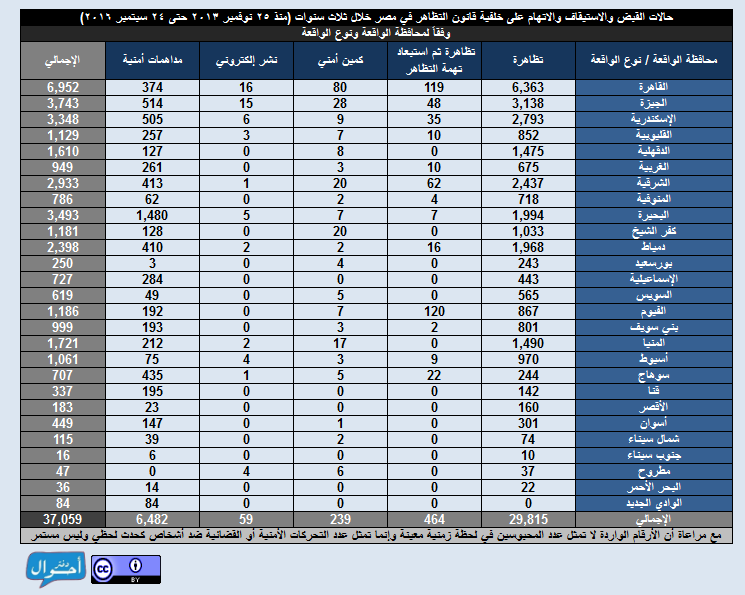 حالات القبض والاستيقاف والاتهام على خلفية قانون التظاهر في مصر خلال ثلاث سنوات (منذ ٢٥ نوفمبر ٢٠١٣ حتى ٢٤ سبتمبر ٢٠١٦)
وفقاً لمحافظة الواقعة ونوع الواقعة
محافظة الواقعة / نوع الواقعة تظاهرة تظاهرة ثم استبعاد تهمة التظاهر كمين أمني نشر إلكتروني مداهمات أمنية الإجمالي
القاهرة 6,363 119 80 16 374 6,952
الجيزة 3,138 48 28 15 514 3,743
الإسكندرية 2,793 35 9 6 505 3,348
القليوبية 852 10 7 3 257 1,129
الدقهلية 1,475 0 8 0 127 1,610
الغربية 675 10 3 0 261 949
الشرقية 2,437 62 20 1 413 2,933
المنوفية 718 4 2 0 62 786
البحيرة 1,994 7 7 5 1,480 3,493
كفر الشيخ 1,033 0 20 0 128 1,181
دمياط 1,968 16 2 2 410 2,398
بورسعيد 243 0 4 0 3 250
الإسماعيلية 443 0 0 0 284 727
السويس 565 0 5 0 49 619
الفيوم 867 120 7 0 192 1,186
بني سويف 801 2 3 0 193 999
المنيا 1,490 0 17 2 212 1,721
أسيوط 970 9 3 4 75 1,061
سوهاج 244 22 5 1 435 707
قنا 142 0 0 0 195 337
الأقصر 160 0 0 0 23 183
أسوان 301 0 1 0 147 449
شمال سيناء 74 0 2 0 39 115
جنوب سيناء 10 0 0 0 6 16
مطروح 37 0 6 4 0 47
البحر الأحمر 22 0 0 0 14 36
الوادي الجديد 0 0 0 0 84 84
الإجمالي 29,815 464 239 59 6,482 37,059
مع مراعاة أن الأرقام الواردة لا تمثل عدد المحبوسين في لحظة زمنية معينة وإنما تمثل عدد التحركات الأمنية أو القضائية ضد أشخاص كحدث لحظي وليس مستمر
دفتر أحوال
cc BY